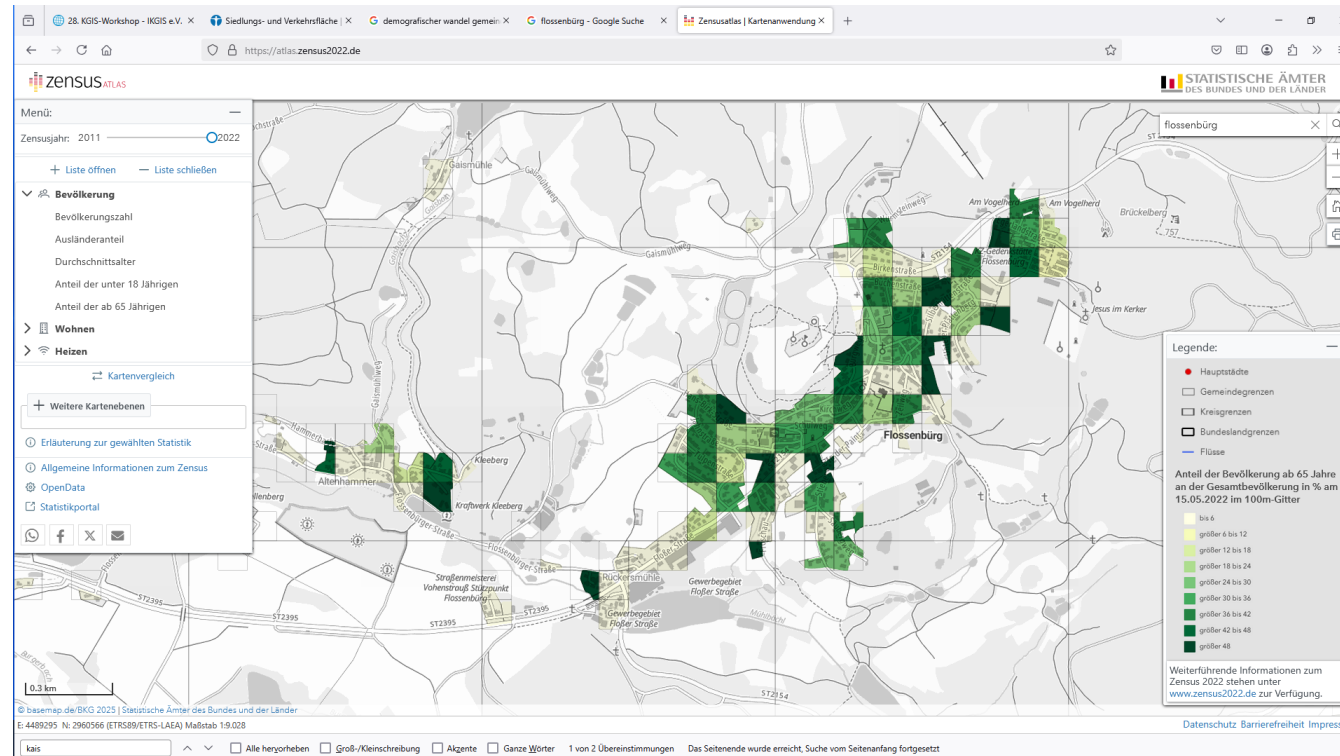 28. KGIS-Workshop - IKGIS e.V.
Siedlungs- und Verkehrsfläche |
demografischer wandel gemein
flossenbürg - Google Suche
Zensusatlas | Kartenanwendung
https://atlas.zensus2022.de
zensus ATLAS
STATISTISCHE ÄMTER
DES BUNDES UND DER LÄNDER
Menü:
Zensusjahr: 2011 2022
Liste öffnen Liste schließen
Bevölkerung
Bevölkerungszahl
Ausländeranteil
Durchschnittsalter
Anteil der unter 18 Jährigen
Anteil der ab 65 Jährigen
Wohnen
Heizen
Kartenvergleich
Weitere Kartenebenen
Erläuterung zur gewählten Statistik
Allgemeine Informationen zum Zensus
OpenData
Statistikportal
flossenbürg
Gaismühle
Gaismühlweg
Gaismühlweg
Gaismühlweg
Am Vogelherd
Am Vogelherd
Brückelberg
757
ST2154
Birkenstraße
Flossenbürg
Jesus im Kerker
Flossenbürg
Altenhammer
Kleeberg
Kraftwerk Kleeberg
Flossenbürger Straße
Flossenbürger-Straße
Straßenmeisterei
Vohenstrauß Stützpunkt
Flossenbürg
Rückersmühle
Gewerbegebiet
Floßer Straße
Gewerbegebiet
Floßer Straße
Mühlbachl
ST2395
ST2395
ST2395
ST2395
ST2154
0.3 km
Legende:
Hauptstädte
Gemeindegrenzen
Kreisgrenzen
Bundeslandgrenzen
Flüsse
Anteil der Bevölkerung ab 65 Jahre
an der Gesamtbevölkerung in % am
15.05.2022 im 100m-Gitter
bis 6
größer 6 bis 12
größer 12 bis 18
größer 18 bis 24
größer 24 bis 30
größer 30 bis 36
größer 36 bis 42
größer 42 bis 48
größer 48
Weiterführende Informationen zum
Zensus 2022 stehen unter
www.zensus2022.de zur Verfügung.
© basemap.de/BKG 2025 | Statistische Ämter des Bundes und der Länder
E: 4489295 N: 2960566 (ETRS89/ETRS-LAEA) Maßstab 1:9.028
Datenschutz Barrierefreiheit Impress
kais
Alle hervorheben Groß-/Kleinschreibung Akzente Ganze Wörter 1 von 2 Übereinstimmungen Das Seitenende wurde erreicht, Suche vom Seitenanfang fortgesetzt